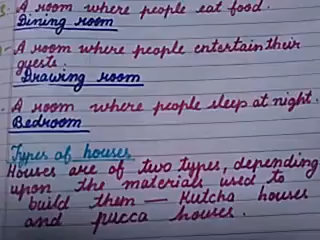 A room where people eat food.
Dining room
A room where people entertain their
guests.
Drawing room
A room where people sleep at night.
Bedroom
Types of houses
Houses are of two types, depending
upon the materials used to
build them — Kutcha houses
and pucca houses.